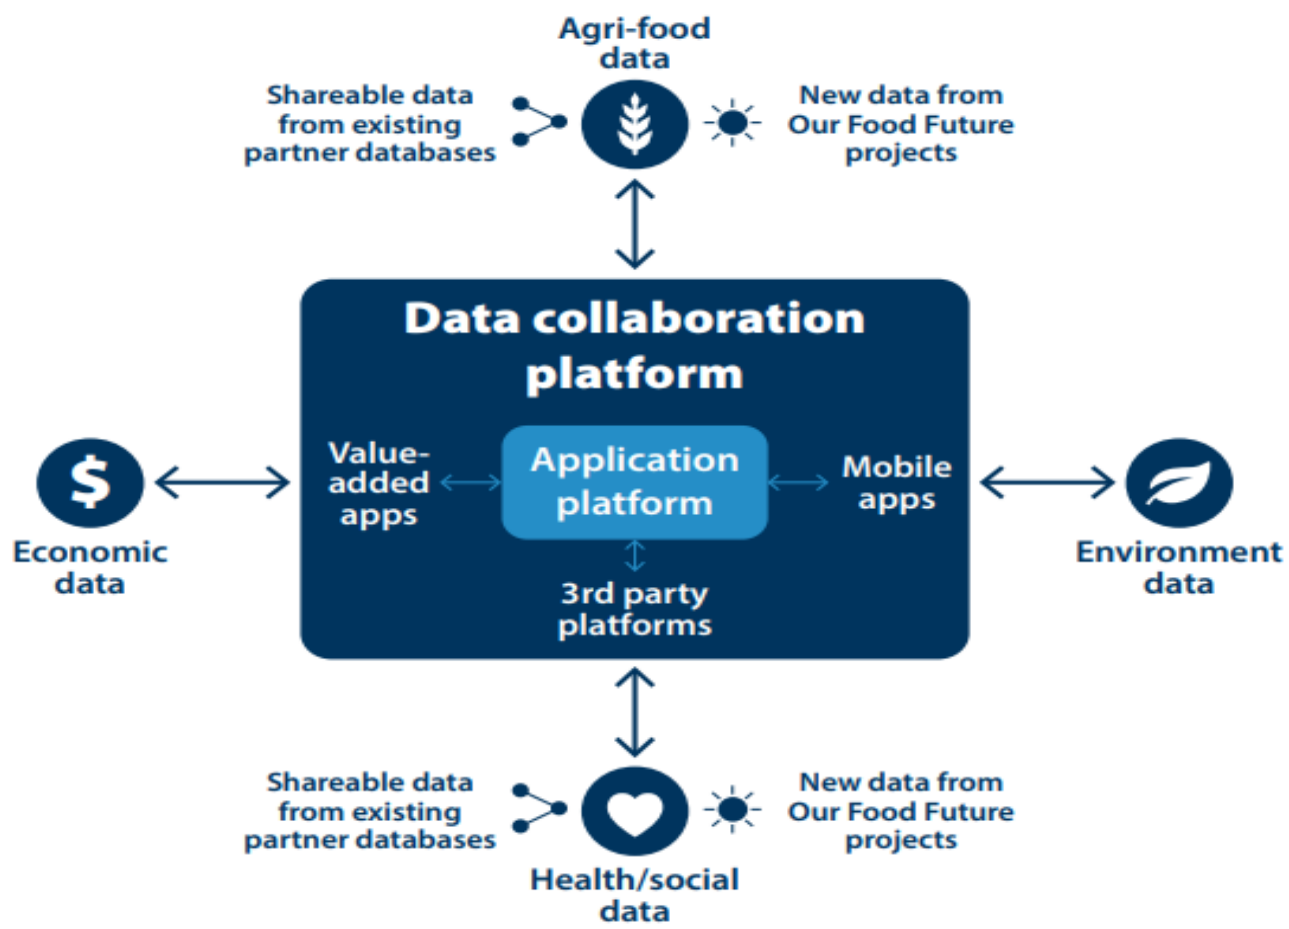 Agri-food
data
Shareable data
from existing
partner databases
New data from
Our Food Future
projects
Data collaboration
platform
Economic
data
Value-
added
apps
Application
platform
Mobile
apps
3rd party
platforms
Environment
data
Shareable data
from existing
partner databases
New data from
Our Food Future
projects
Health/social
data